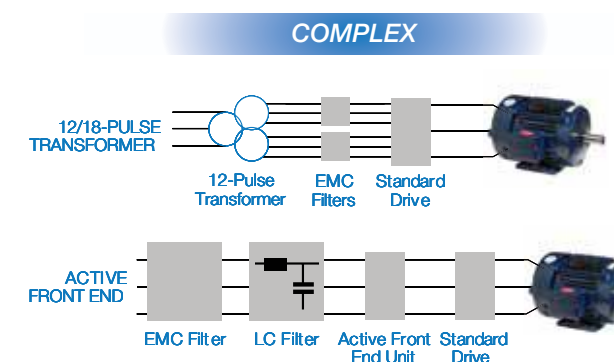 COMPLEX
12/18-PULSE
TRANSFORMER
12-Pulse
Transformer
EMC
Filters
Standard
Drive
ACTIVE
FRONT END
EMC Filter
LC Filter
Active Front
End Unit
Standard
Drive